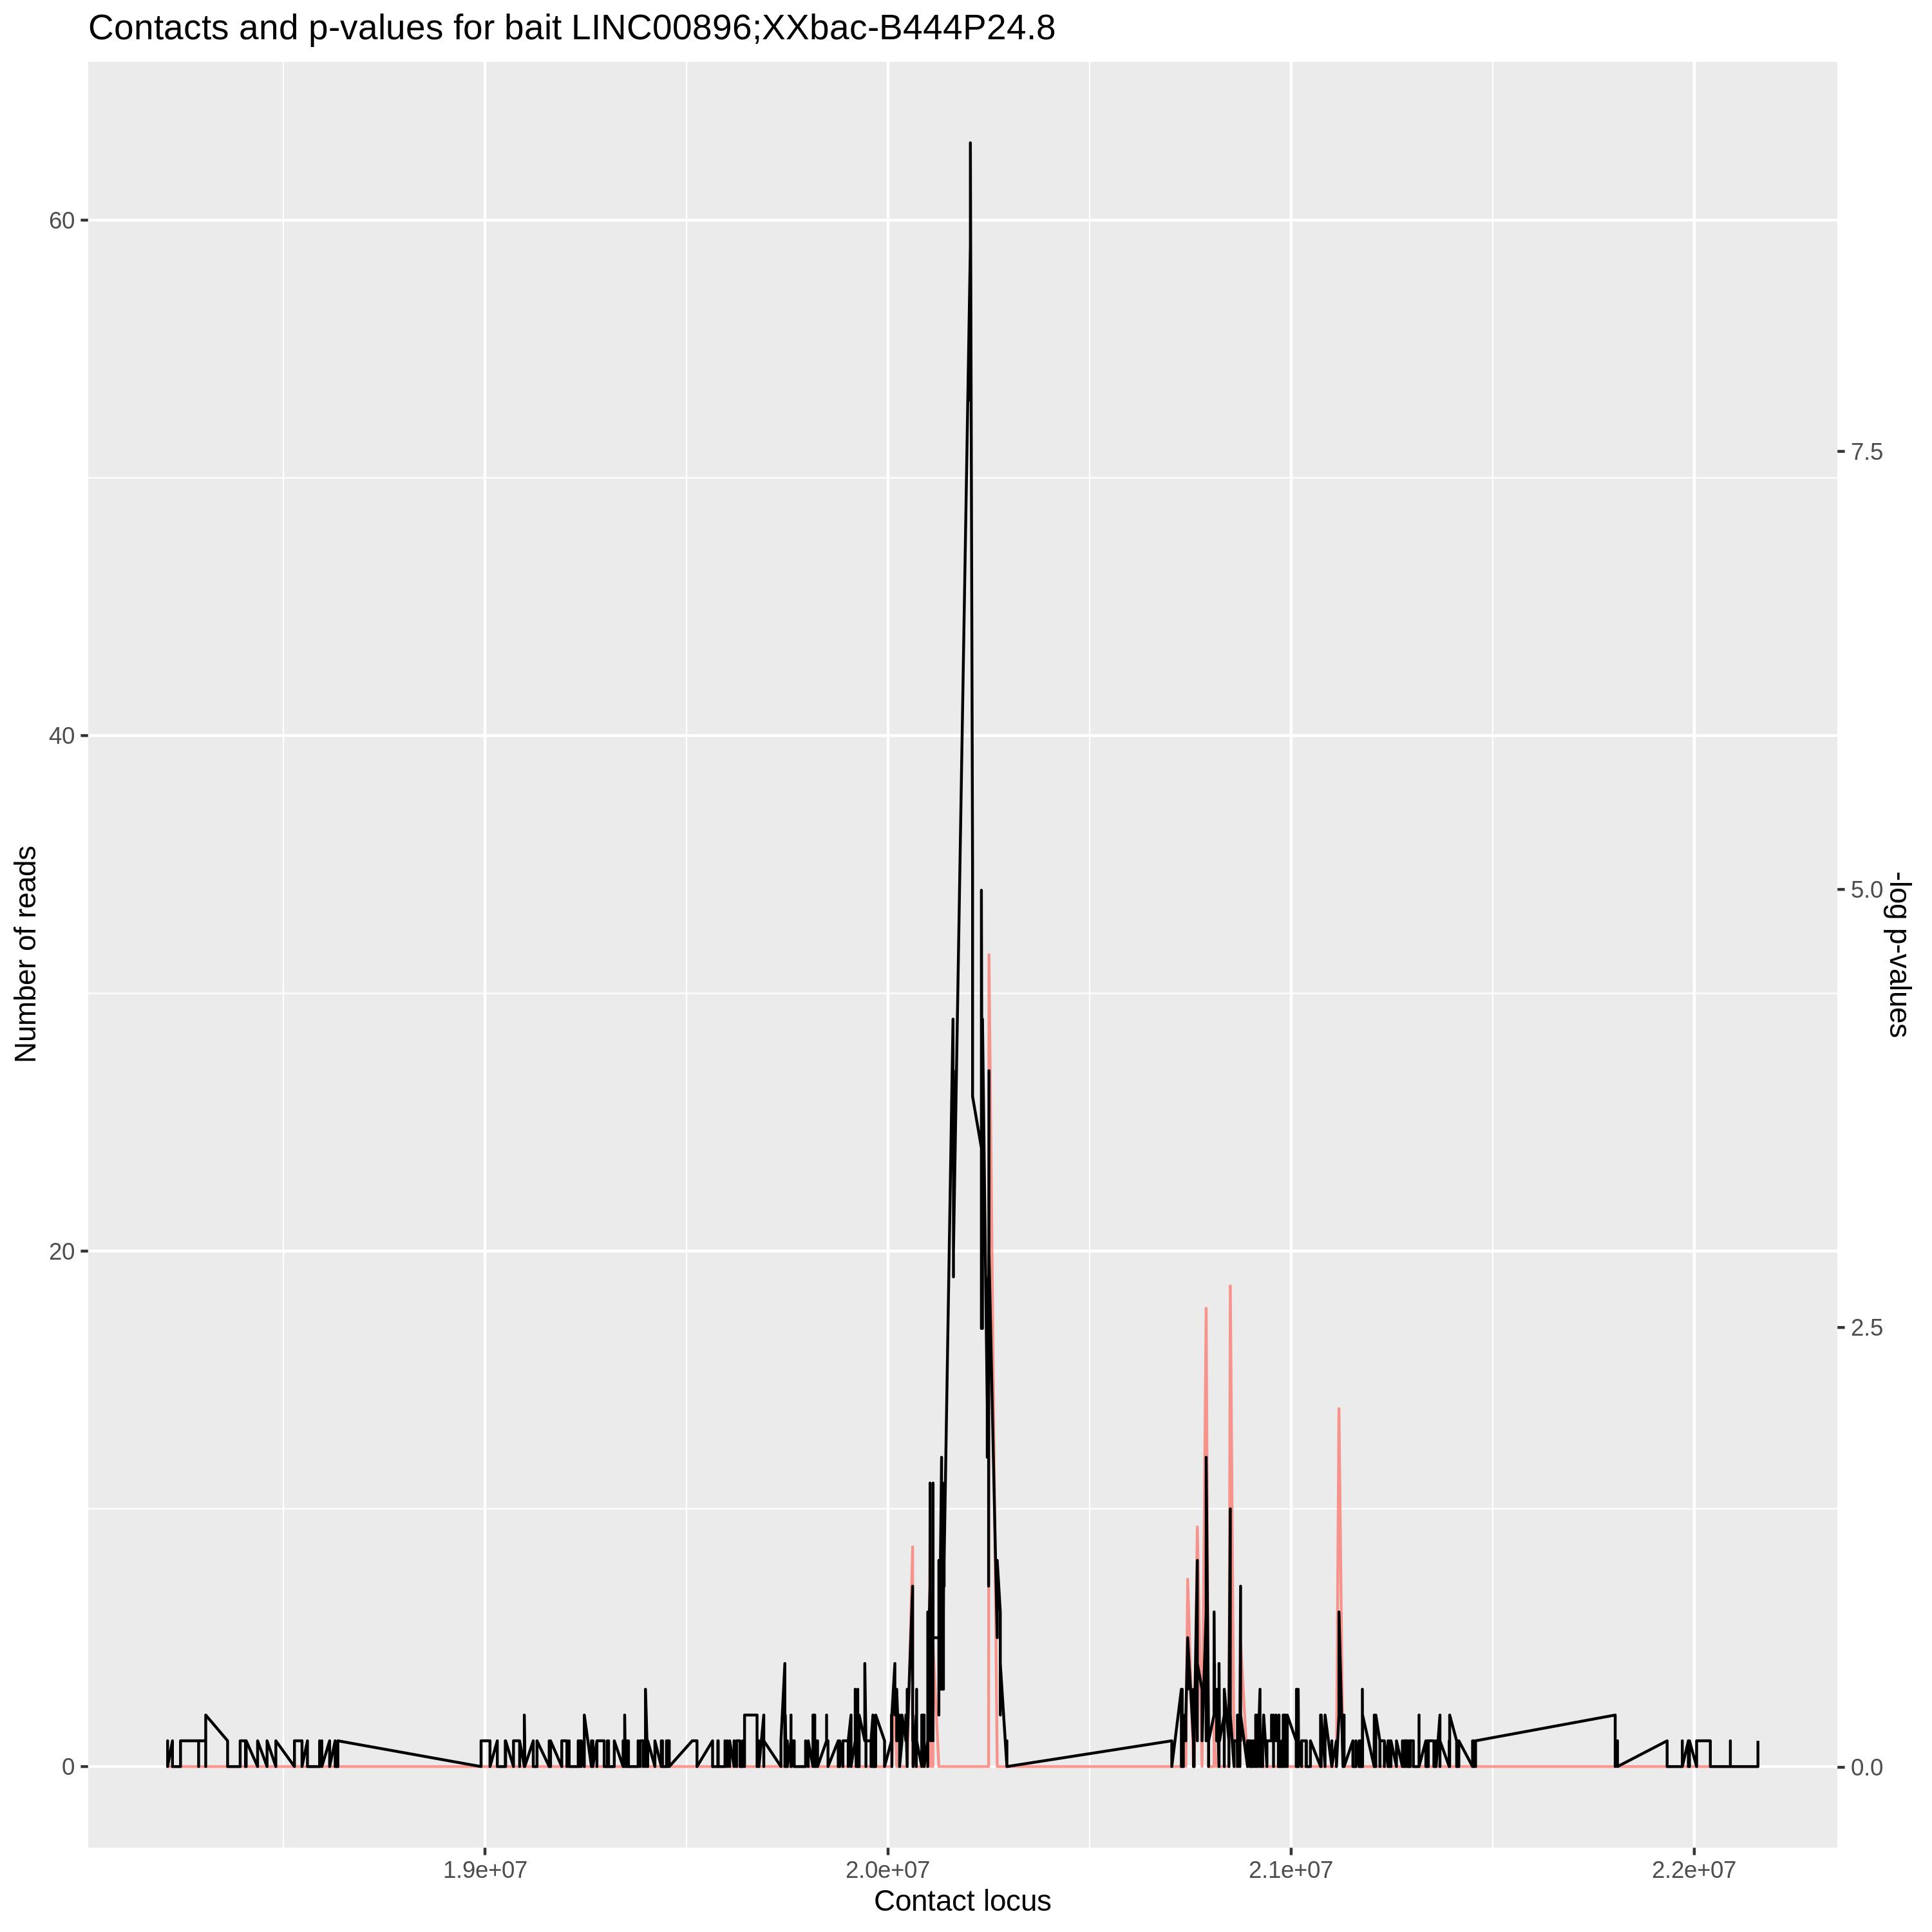 Contacts and p-values for bait LINC00896;XXbac-B444P24.8
60
40
20
0
Number of reads
7.5
5.0
2.5
0.0
-log p-values
1.9e+07
2.0e+07
2.1e+07
2.2e+07
Contact locus